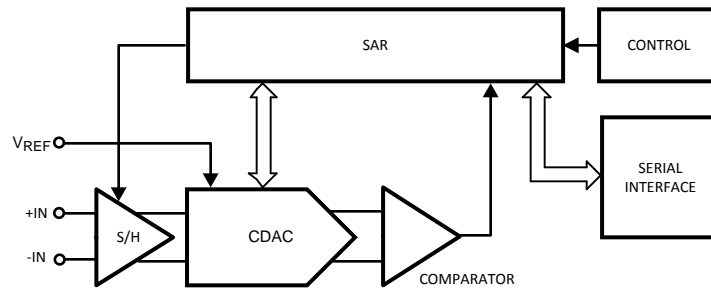 SAR
CONTROL
VREF
SERIAL
INTERFACE
+IN
S/H
CDAC
-IN
COMPARATOR